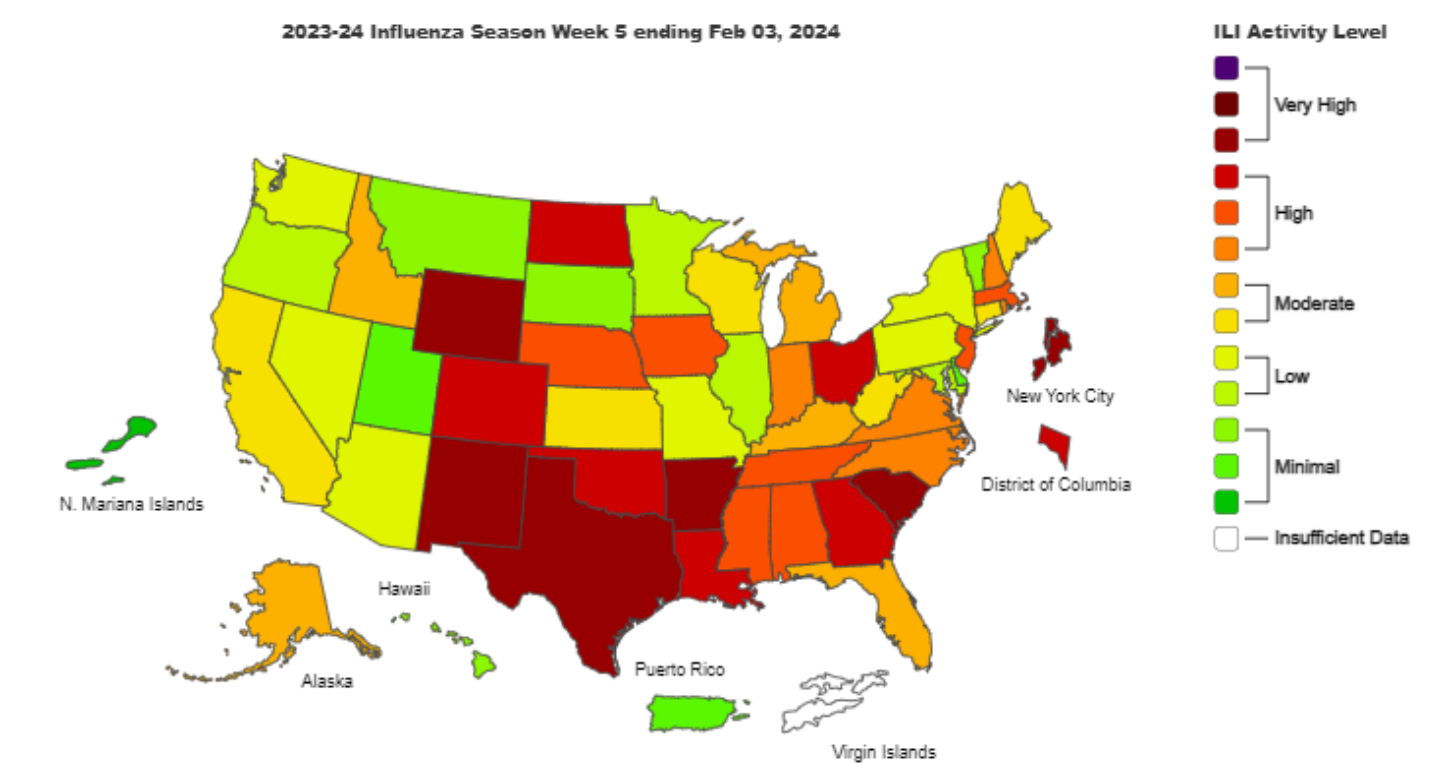 2023-24 Influenza Season Week 5 ending Feb 03, 2024
ILI Activity Level
Very High
High
Moderate
Low
Minimal
Insufficient Data
New York City
District of Columbia
N. Mariana Islands
Hawaii
Alaska
Puerto Rico
Virgin Islands